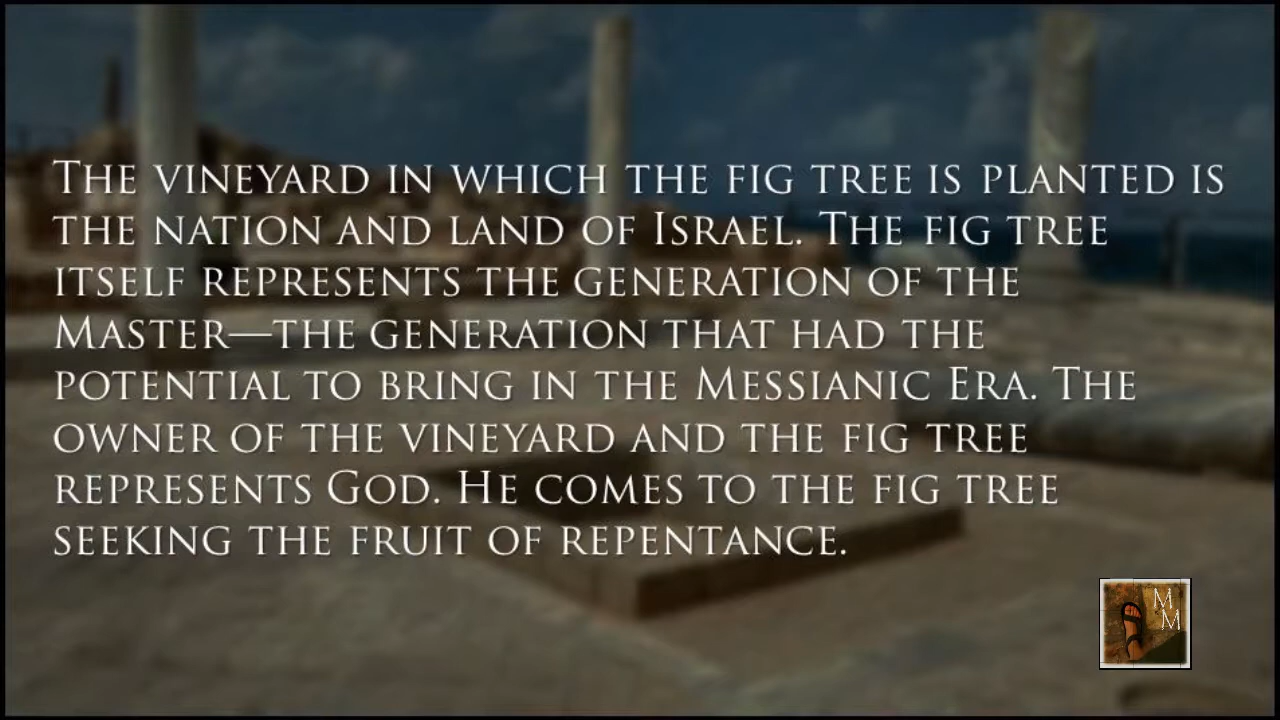 The vineyard in which the fig tree is planted is
the nation and land of Israel. The fig tree
itself represents the generation of the
Master—the generation that had the
potential to bring in the Messianic Era. The
owner of the vineyard and the fig tree
represents God. He comes to the fig tree
seeking the fruit of repentance.
M
M